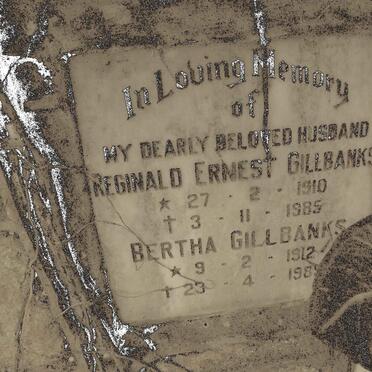 In Loving Memory
of
MY DEARLY BELOVED HUSBAND
REGINALD ERNEST GILLBANKS
* 27 - 2 - 1910
† 3 - 11 - 1985
BERTHA GILLBANKS
* 9 - 2 - 1912
† 23 - 4 - 198